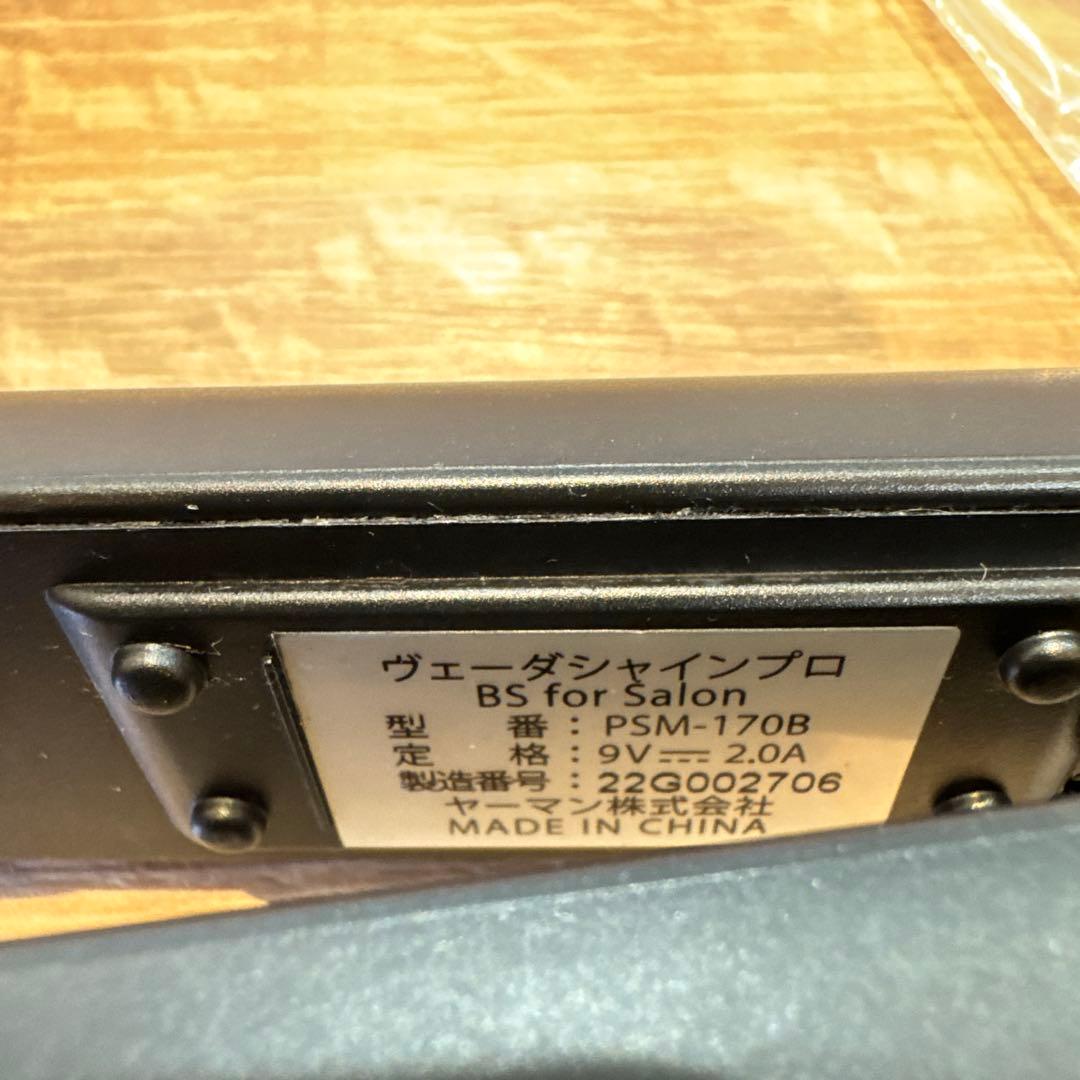 ヴェーダシャインプロ
BS for Salon
型 番：PSM-170B
定 格：9V⎓2.0A
製造番号：22G002706
ヤーマン株式会社
MADE IN CHINA